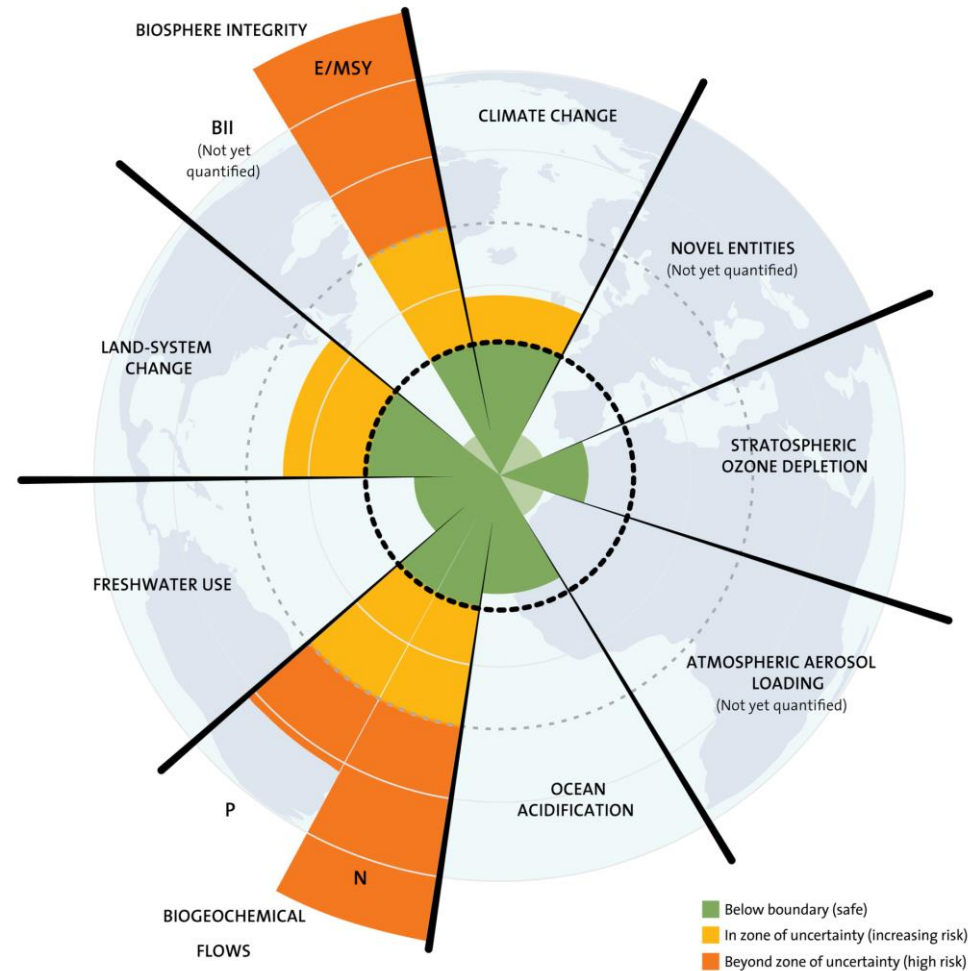 BIOSPHERE INTEGRITY
E/MSY
BII
(Not yet
quantified)
CLIMATE CHANGE
NOVEL ENTITIES
(Not yet quantified)
LAND-SYSTEM
CHANGE
STRATOSPHERIC
OZONE DEPLETION
FRESHWATER USE
ATMOSPHERIC AEROSOL
LOADING
(Not yet quantified)
OCEAN
ACIDIFICATION
P
N
BIOGEOCHEMICAL
FLOWS
Below boundary (safe)
In zone of uncertainty (increasing risk)
Beyond zone of uncertainty (high risk)